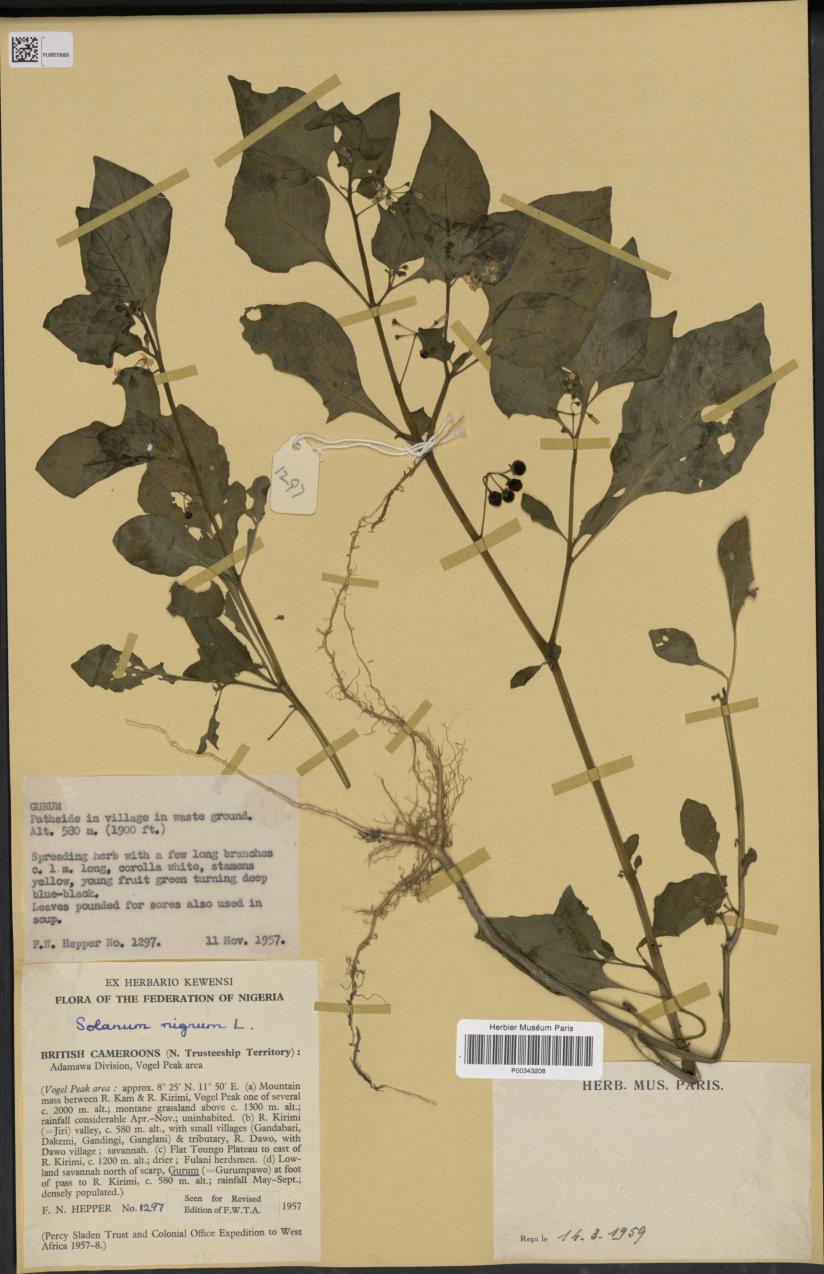 1297
GURUM
Pathside in village in waste ground.
Alt. 580 m. (1900 ft.)
Spreading herb with a few long branches
c. 1 m. long, corolla white, stamens
yellow, young fruit green turning deep
blue-black.
Leaves pounded for sores also used in
soup.
F.N. Hepper No. 1297. 11 Nov. 1957.
EX HERBARIO KEWENSI
FLORA OF THE FEDERATION OF NIGERIA
Solanum nigrum L.
BRITISH CAMEROONS (N. Trusteeship Territory) :
Adamawa Division, Vogel Peak area
(Vogel Peak area : approx. 8° 25′ N. 11° 50′ E. (a) Mountain
mass between R. Kam & R. Kirimi, Vogel Peak one of several
c. 2000 m. alt.; montane grassland above c. 1300 m. alt.;
rainfall considerable Apr.–Nov.; uninhabited. (b) R. Kirimi
(=Jiri) valley, c. 580 m. alt., with small villages (Gandabari,
Dakemi, Gandingi, Ganglani) & tributary, R. Dawo, with
Dawo village ; savannah. (c) Flat Toungo Plateau to east of
R. Kirimi, c. 1200 m. alt.; drier ; Fulani herdsmen. (d) Low-
land savannah north of scarp, Gurum (=Gurumpawo) at foot
of pass to R. Kirimi, c. 580 m. alt.; rainfall May–Sept.;
densely populated.)
F. N. HEPPER No. 1297 Seen for Revised
Edition of F.W.T.A. 1957
(Percy Sladen Trust and Colonial Office Expedition to West
Africa 1957–8.)
Herbier Muséum Paris
P00343208
HERB. MUS. PARIS.
Reçu le 14-3-1959